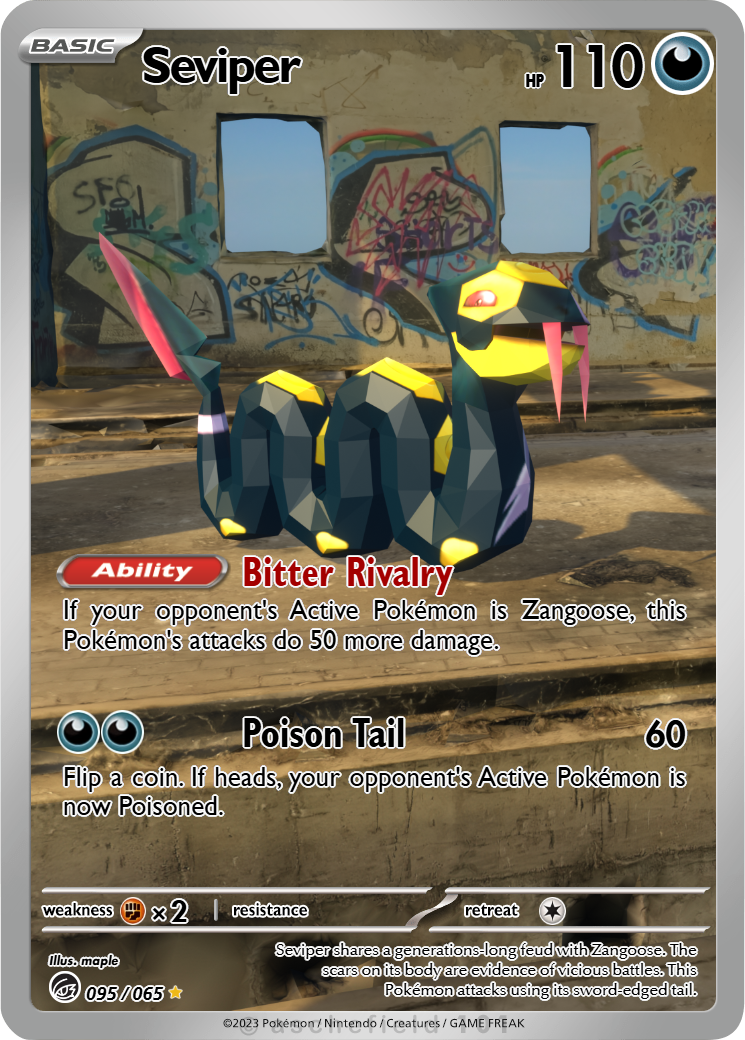 BASIC
Seviper
HP 110
SFC
Ability Bitter Rivalry
If your opponent's Active Pokémon is Zangoose, this
Pokémon's attacks do 50 more damage.
Poison Tail 60
Flip a coin. If heads, your opponent's Active Pokémon is
now Poisoned.
weakness ×2 resistance retreat
Illus. maple
095/065
Seviper shares a generations-long feud with Zangoose. The
scars on its body are evidence of vicious battles. This
Pokémon attacks using its sword-edged tail.
©2023 Pokémon / Nintendo / Creatures / GAME FREAK